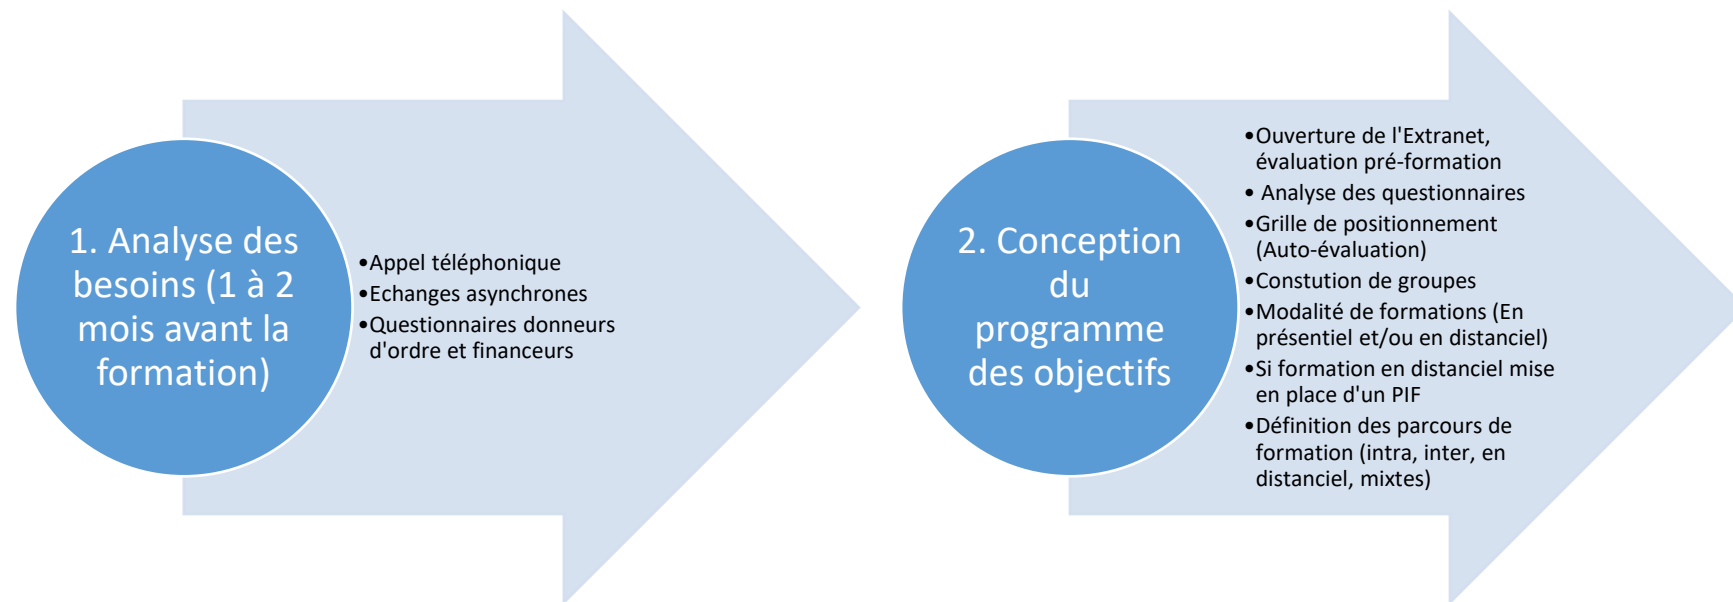 1. Analyse des
besoins (1 à 2
mois avant la
formation)
•Appel téléphonique
•Echanges asynchrones
•Questionnaires donneurs
d'ordre et financeurs
2. Conception
du
programme
des objectifs
•Ouverture de l'Extranet,
évaluation pré-formation
• Analyse des questionnaires
•Grille de positionnement
(Auto-évaluation)
•Constution de groupes
•Modalité de formations (En
présentiel et/ou en distanciel)
•Si formation en distanciel mise
en place d'un PIF
•Définition des parcours de
formation (intra, inter, en
distanciel, mixtes)